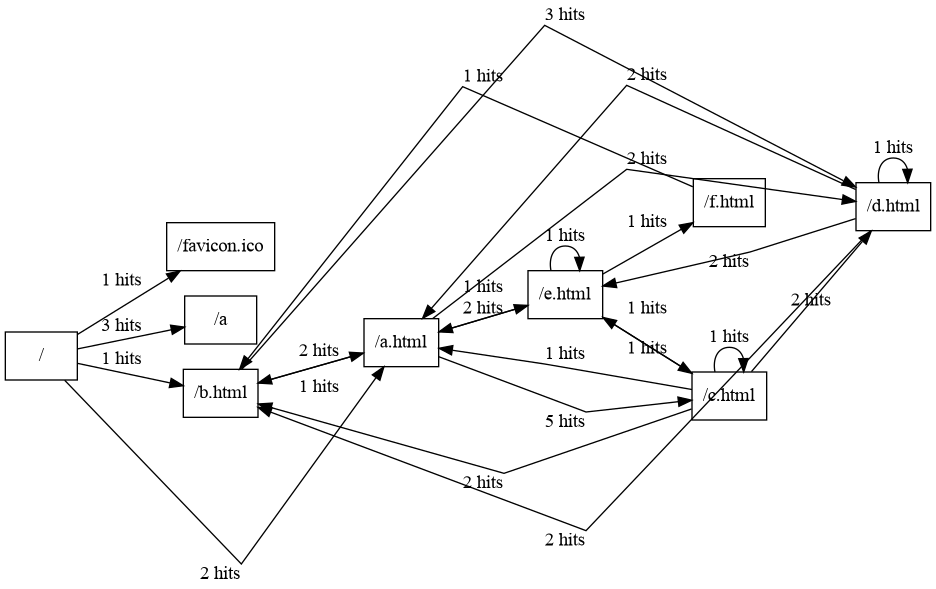 3 hits
1 hits
2 hits
1 hits
2 hits
/f.html
/d.html
/favicon.ico
1 hits
1 hits
2 hits
1 hits
1 hits
/e.html
2 hits
1 hits
2 hits
3 hits
/a
/
1 hits
/a.html
2 hits
1 hits
1 hits
1 hits
1 hits
/b.html
/c.html
5 hits
2 hits
2 hits
2 hits